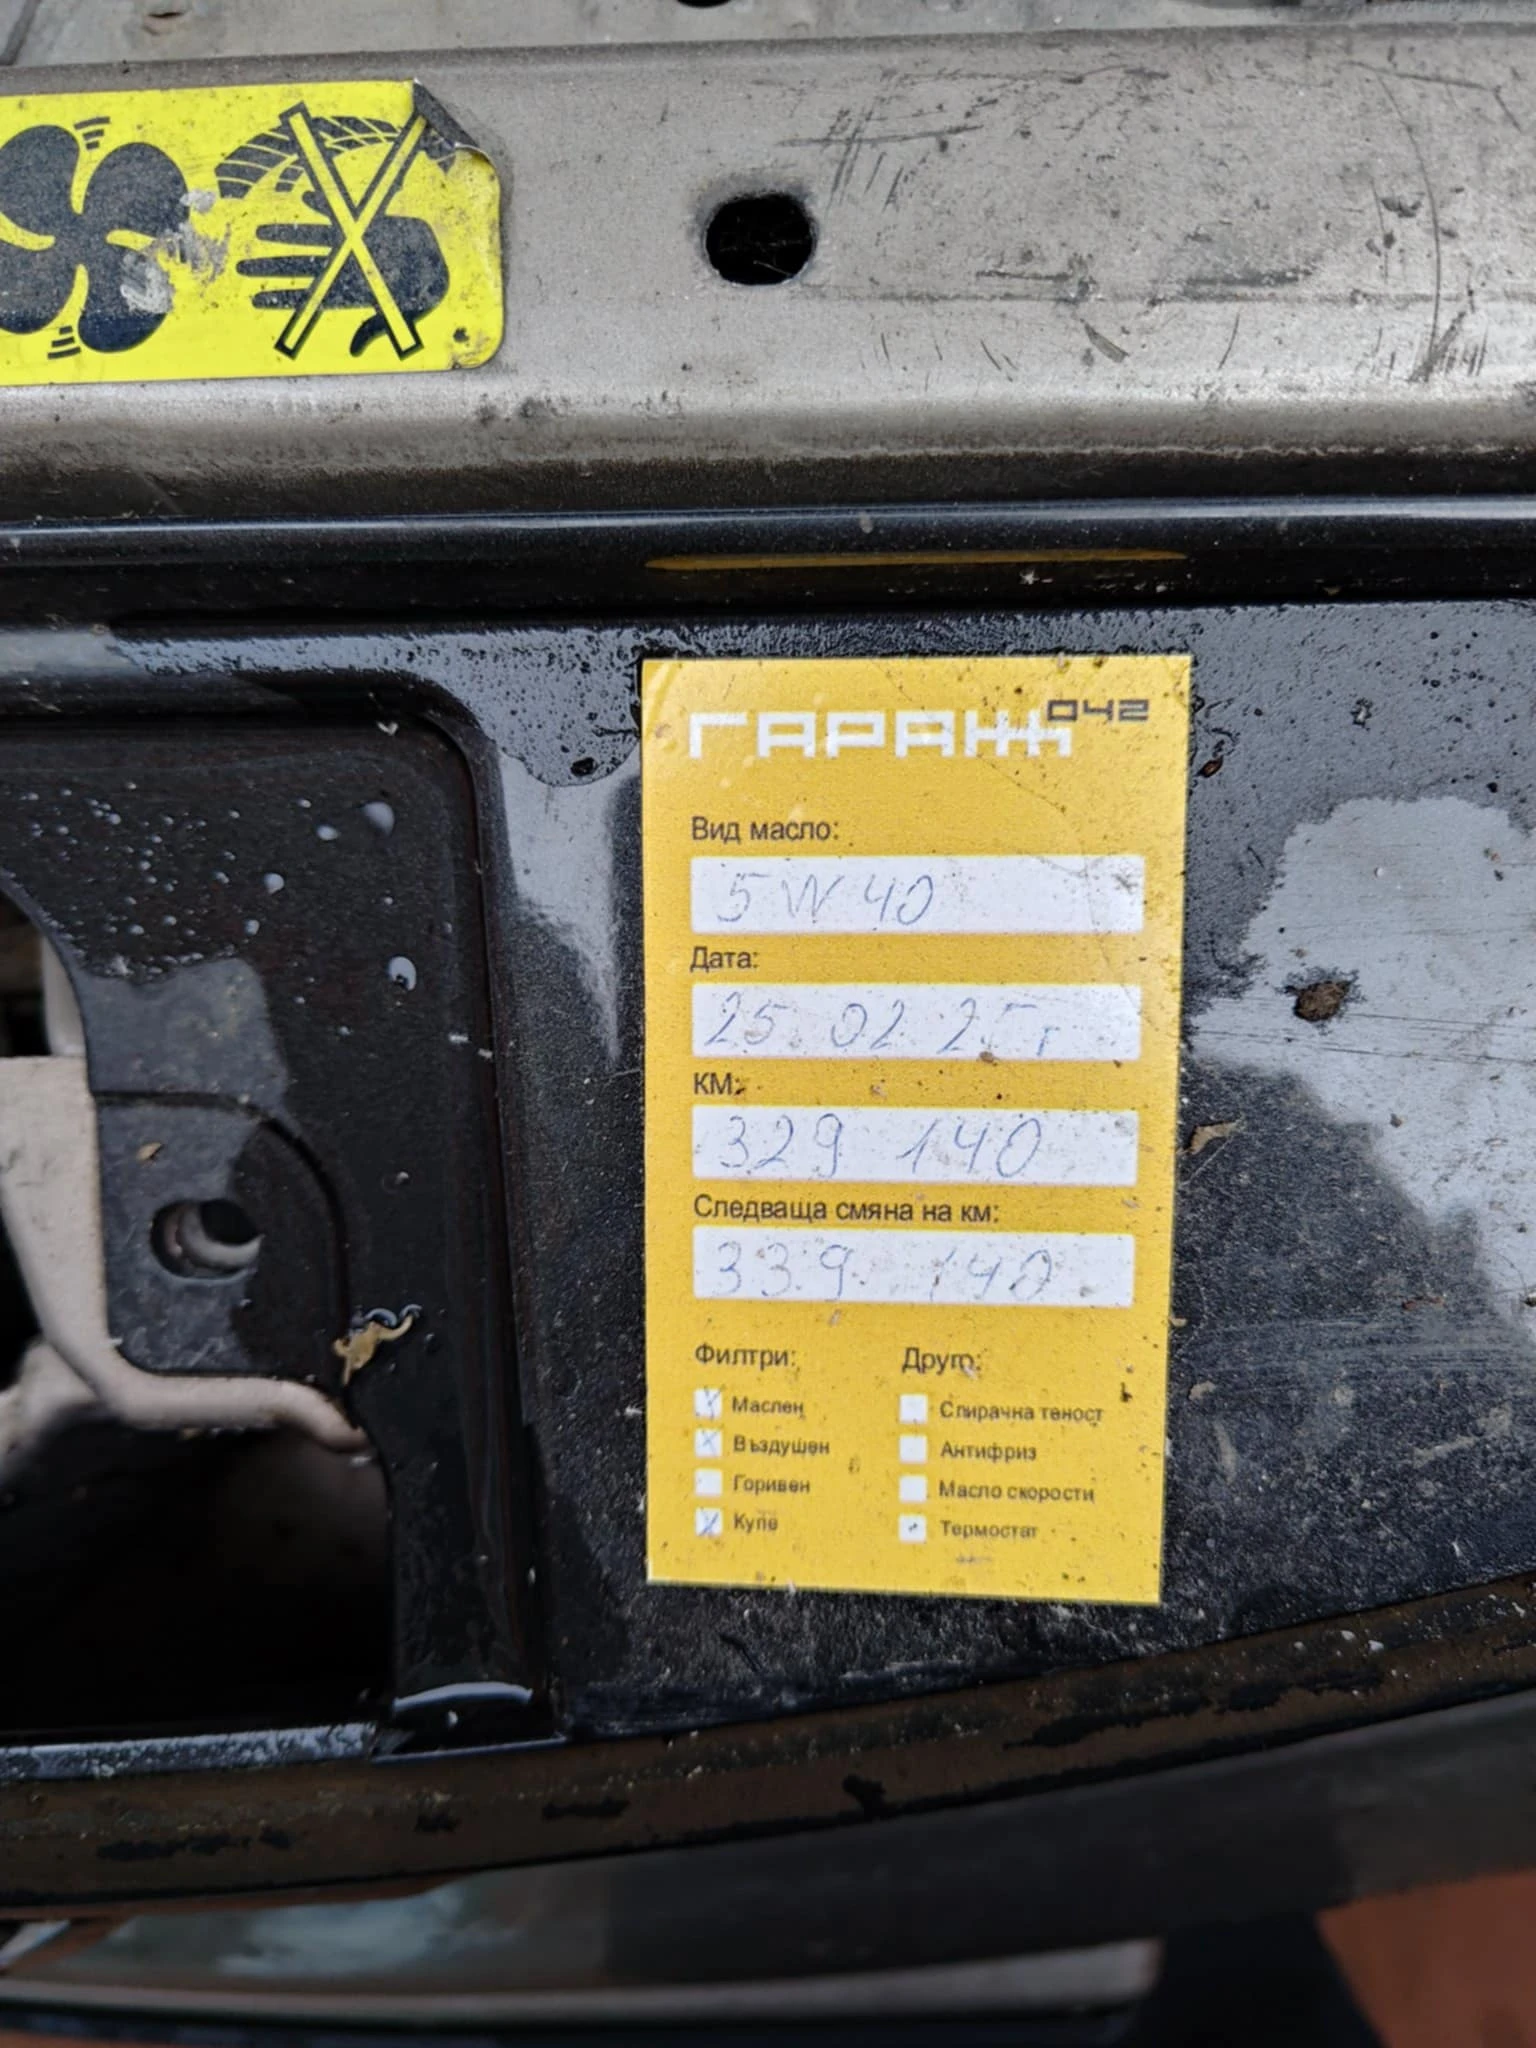 ГАРАЖ 042
Вид масло:
5W40
Дата:
25 02 25г
КМ:
329 140
Следваща смяна на км:
339 140
Филтри:
Маслен
Въздушен
Горивен
Купе
Друго:
Спирачна теност
Антифриз
Масло скорости
Термостат